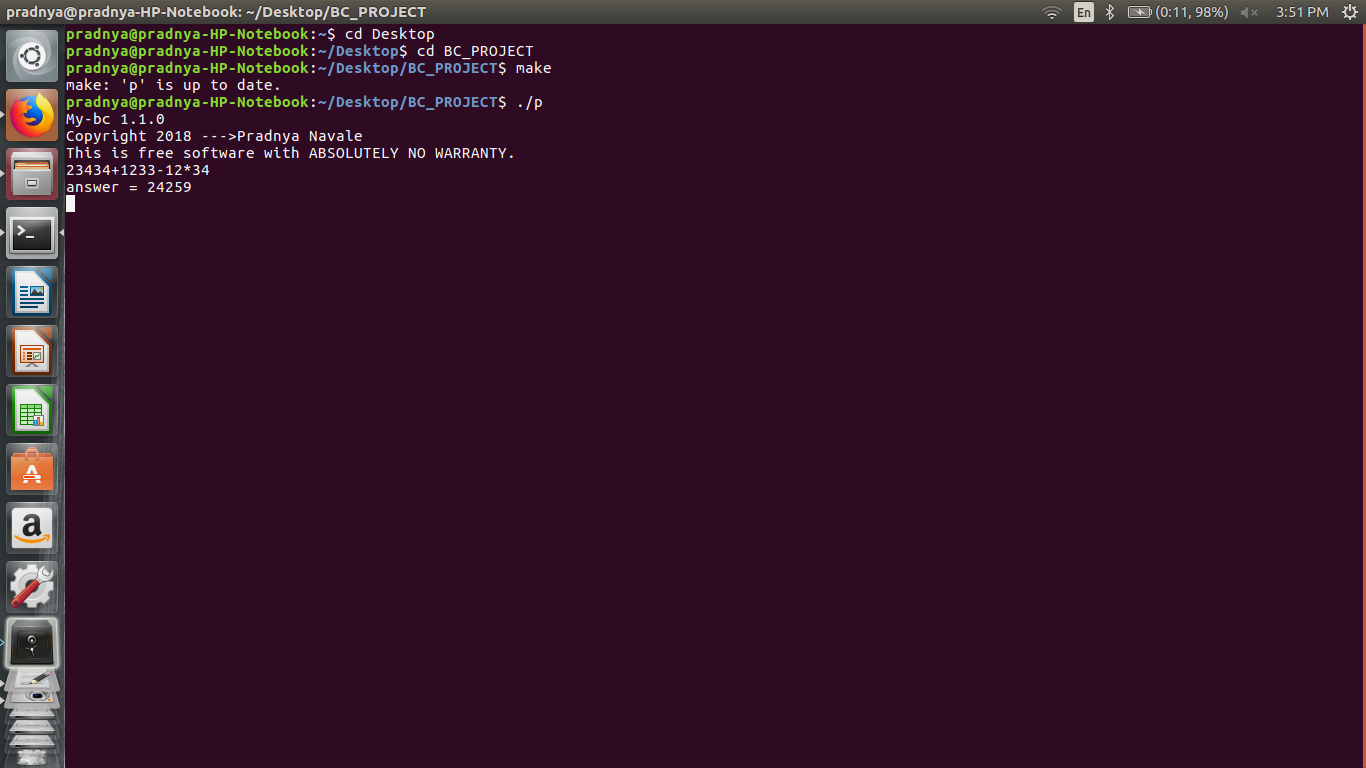 pradnya@pradnya-HP-Notebook: ~/Desktop/BC_PROJECT
En
(0:11, 98%)
3:51 PM
pradnya@pradnya-HP-Notebook:~$ cd Desktop
pradnya@pradnya-HP-Notebook:~/Desktop$ cd BC_PROJECT
pradnya@pradnya-HP-Notebook:~/Desktop/BC_PROJECT$ make
make: 'p' is up to date.
pradnya@pradnya-HP-Notebook:~/Desktop/BC_PROJECT$ ./p
My-bc 1.1.0
Copyright 2018 --->Pradnya Navale
This is free software with ABSOLUTELY NO WARRANTY.
23434+1233-12*34
answer = 24259